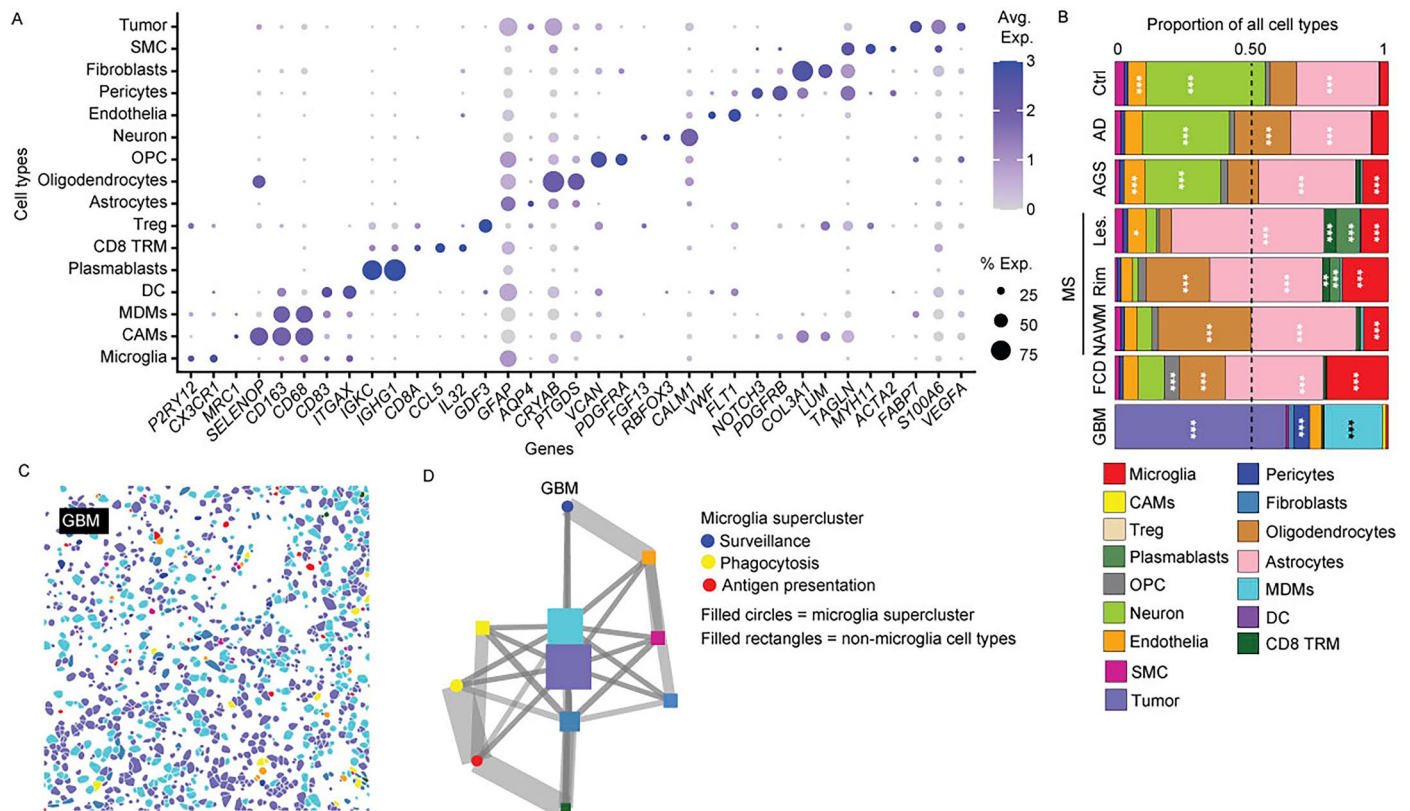 A
Tumor
SMC
Fibroblasts
Pericytes
Endothelia
Neuron
OPC
Oligodendrocytes
Astrocytes
Treg
CD8 TRM
Plasmablasts
DC
MDMs
CAMs
Microglia
Cell types
P2RY12
CX3CR1
MRC1
SELENOP
CD163
CD68
CD83
ITGAX
IGKC
IGHG1
CD8A
CCL5
IL32
GDF3
GFAP
AQP4
CRYAB
PTGDS
VCAN
PDGFRA
FGF13
RBFOX3
CALM1
VWF
FLT1
NOTCH3
PDGFRB
COL3A1
LUM
TAGLN
MYH11
ACTA2
FABP7
S100A6
VEGFA
Genes
Avg.
Exp.
3
2
1
0
% Exp.
25
50
75
B
Proportion of all cell types
0 0.50 1
Ctrl
*** *** ***
AD
*** ***
AGS
*** *** *** ***
MS
Les.
* *** *** *** ***
Rim
*** *** ** *** ***
NAWM
*** *** ***
FCD
*** *** *** ***
GBM
*** *** ***
Microglia
CAMs
Treg
Plasmablasts
OPC
Neuron
Endothelia
SMC
Tumor
Pericytes
Fibroblasts
Oligodendrocytes
Astrocytes
MDMs
DC
CD8 TRM
C
GBM
D
GBM
Microglia supercluster
Surveillance
Phagocytosis
Antigen presentation
Filled circles = microglia supercluster
Filled rectangles = non-microglia cell types